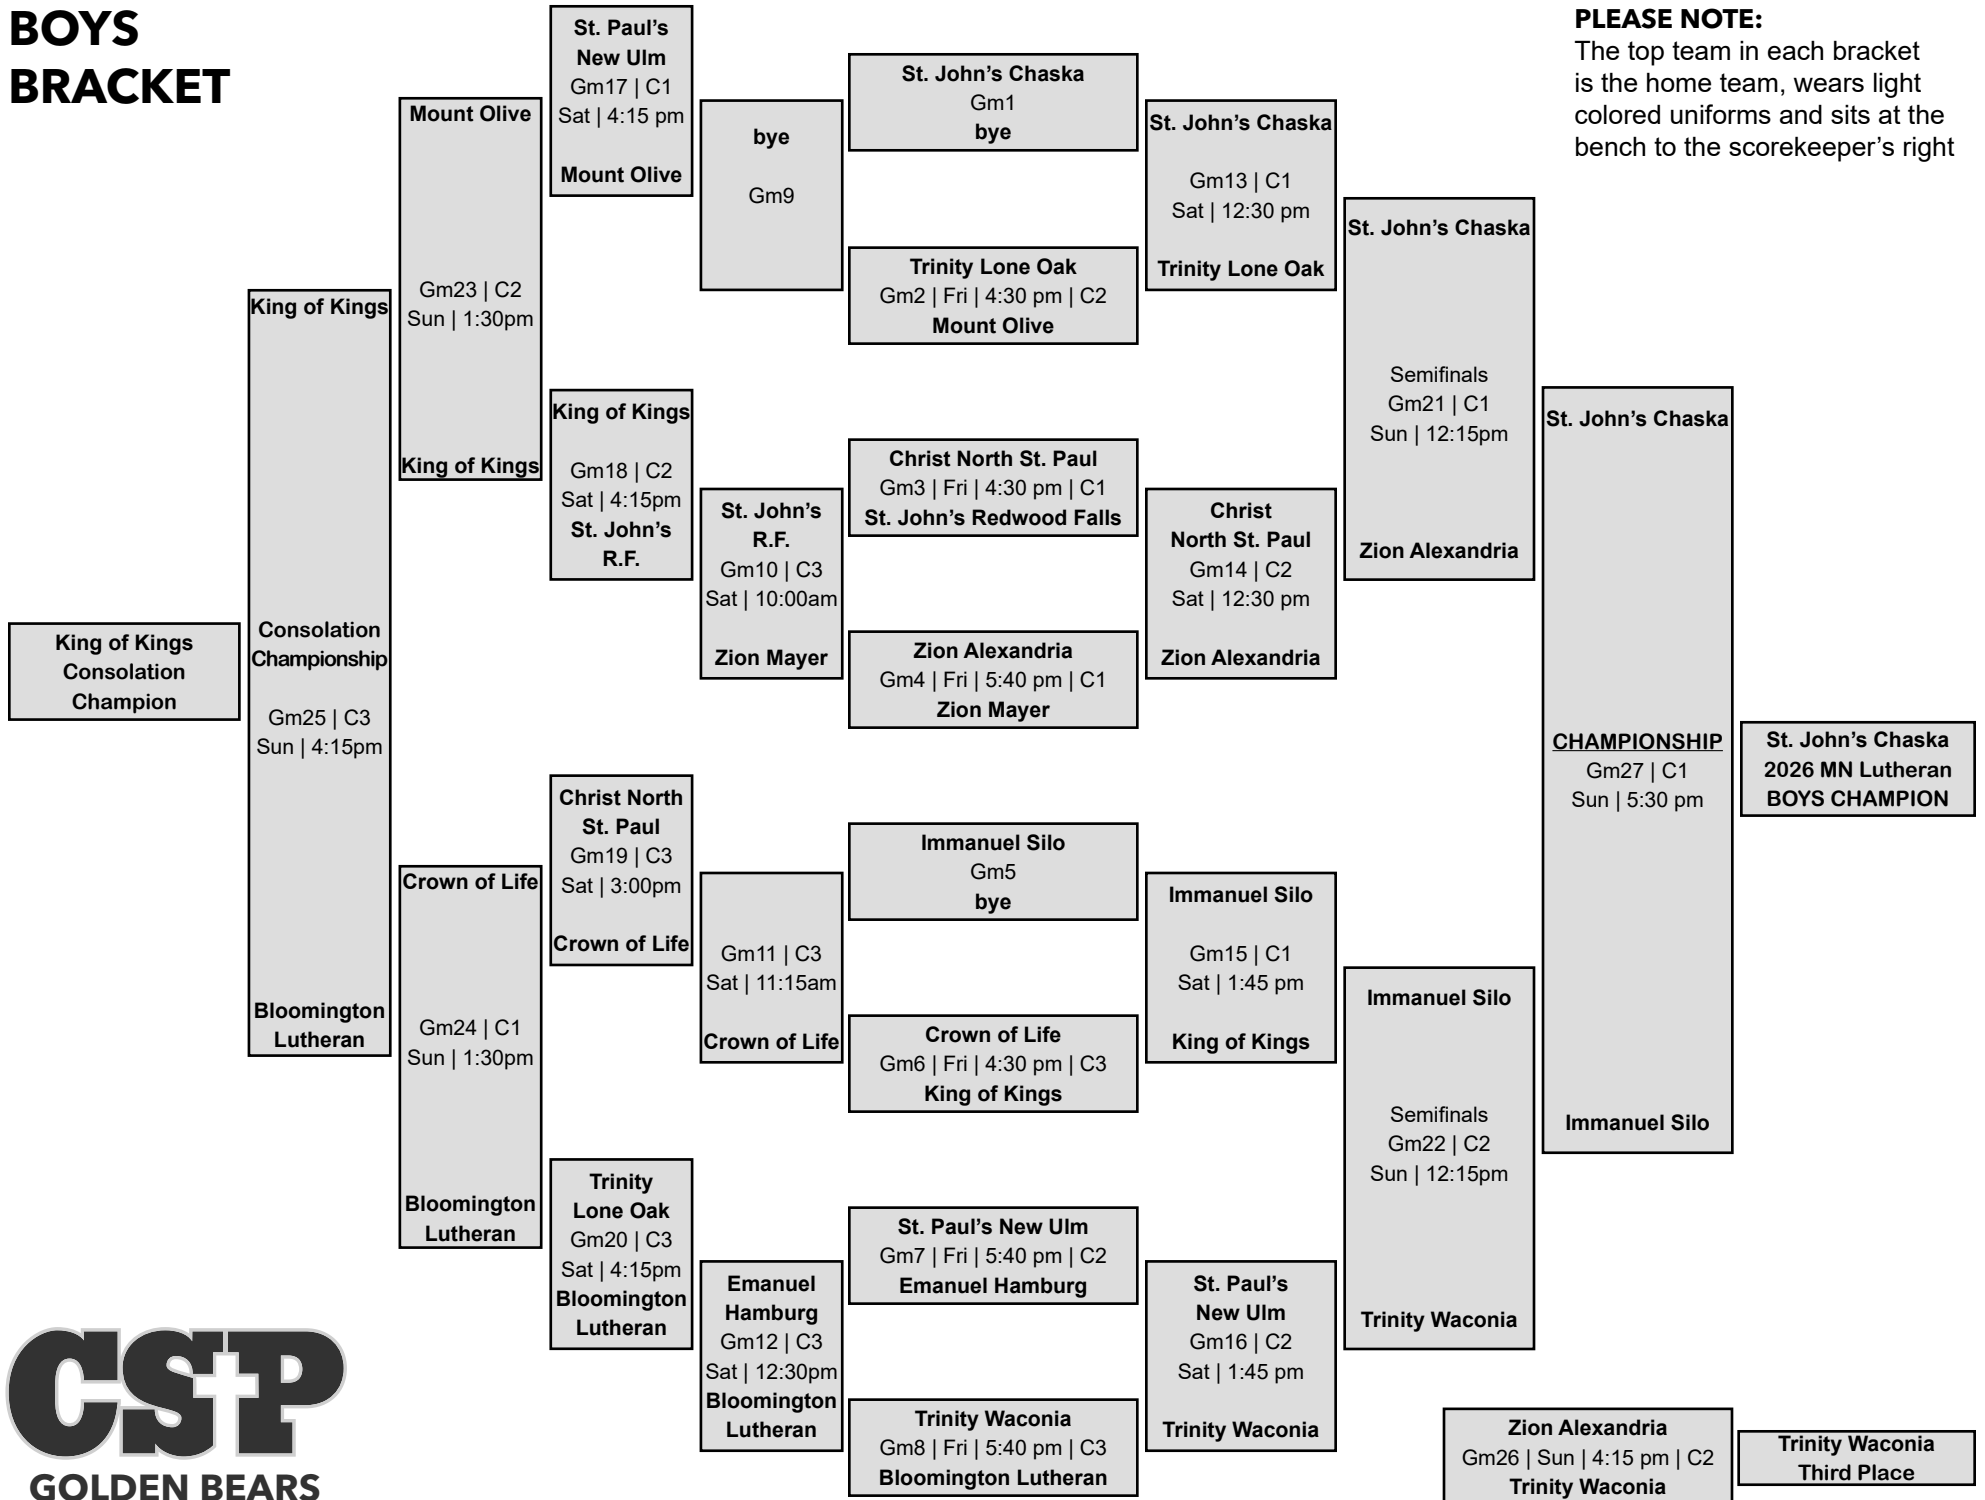 BOYS
BRACKET
PLEASE NOTE:
The top team in each bracket
is the home team, wears light
colored uniforms and sits at the
bench to the scorekeeper's right
King of Kings
Consolation
Champion
King of Kings
Consolation
Championship
Gm25 | C3
Sun | 4:15pm
Bloomington
Lutheran
Mount Olive
Gm23 | C2
Sun | 1:30pm
King of Kings
Crown of Life
Gm24 | C1
Sun | 1:30pm
Bloomington
Lutheran
St. Paul's
New Ulm
Gm17 | C1
Sat | 4:15 pm
Mount Olive
King of Kings
Gm18 | C2
Sat | 4:15pm
St. John's
R.F.
Christ North
St. Paul
Gm19 | C3
Sat | 3:00pm
Crown of Life
Trinity
Lone Oak
Gm20 | C3
Sat | 4:15pm
Bloomington
Lutheran
bye
Gm9
St. John's
R.F.
Gm10 | C3
Sat | 10:00am
Zion Mayer
Gm11 | C3
Sat | 11:15am
Crown of Life
Emanuel
Hamburg
Gm12 | C3
Sat | 12:30pm
Bloomington
Lutheran
St. John's Chaska
Gm1
bye
Trinity Lone Oak
Gm2 | Fri | 4:30 pm | C2
Mount Olive
Christ North St. Paul
Gm3 | Fri | 4:30 pm | C1
St. John's Redwood Falls
Zion Alexandria
Gm4 | Fri | 5:40 pm | C1
Zion Mayer
Immanuel Silo
Gm5
bye
Crown of Life
Gm6 | Fri | 4:30 pm | C3
King of Kings
St. Paul's New Ulm
Gm7 | Fri | 5:40 pm | C2
Emanuel Hamburg
Trinity Waconia
Gm8 | Fri | 5:40 pm | C3
Bloomington Lutheran
St. John's Chaska
Gm13 | C1
Sat | 12:30 pm
Trinity Lone Oak
Christ
North St. Paul
Gm14 | C2
Sat | 12:30 pm
Zion Alexandria
Immanuel Silo
Gm15 | C1
Sat | 1:45 pm
King of Kings
St. Paul's
New Ulm
Gm16 | C2
Sat | 1:45 pm
Trinity Waconia
St. John's Chaska
Semifinals
Gm21 | C1
Sun | 12:15pm
Zion Alexandria
Immanuel Silo
Semifinals
Gm22 | C2
Sun | 12:15pm
Trinity Waconia
St. John's Chaska
CHAMPIONSHIP
Gm27 | C1
Sun | 5:30 pm
Immanuel Silo
St. John's Chaska
2026 MN Lutheran
BOYS CHAMPION
Zion Alexandria
Gm26 | Sun | 4:15 pm | C2
Trinity Waconia
Trinity Waconia
Third Place
CSP
GOLDEN BEARS